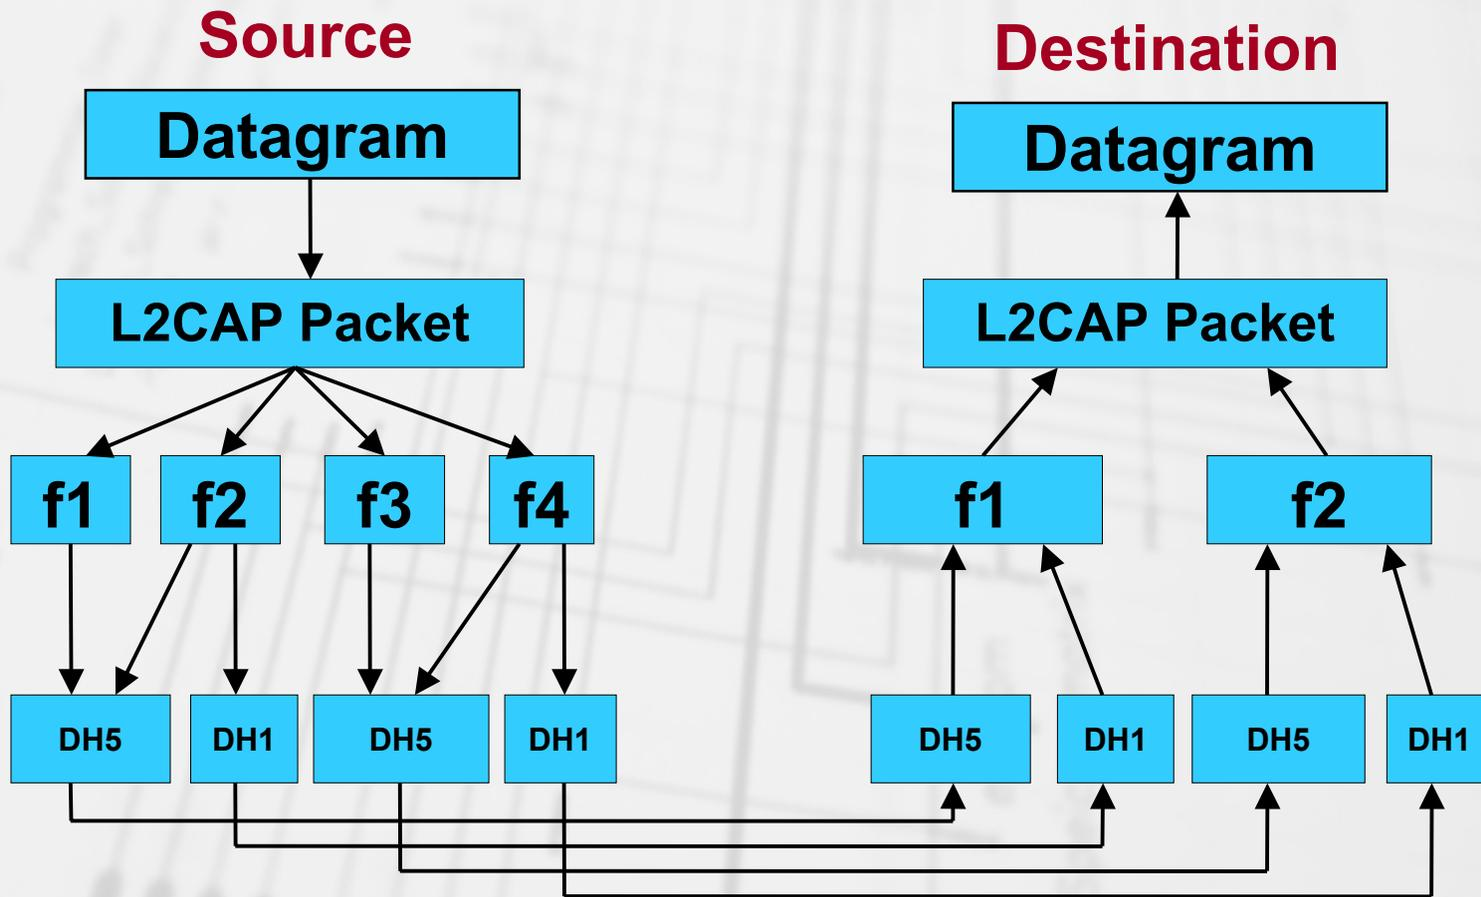 Source
Destination
Datagram
Datagram
L2CAP Packet
L2CAP Packet
f1 f2 f3 f4
f1 f2
DH5 DH1 DH5 DH1
DH5 DH1 DH5 DH1